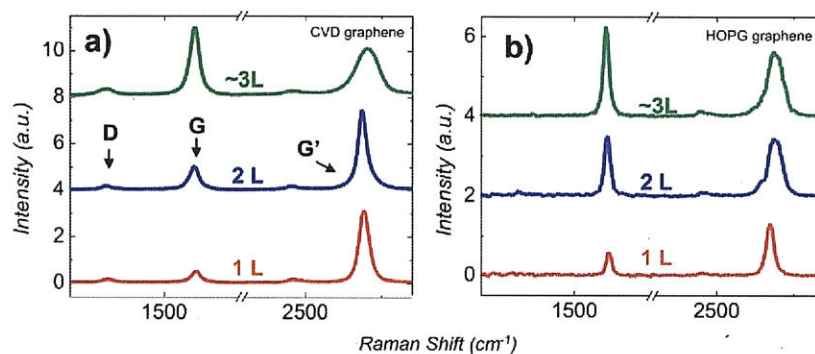 a)
CVD graphene
10
8
6
4
2
0
~3L
D
G
G'
2 L
1 L
1500
2500
Intensity (a.u.)
b)
HOPG graphene
6
4
2
0
~3L
2 L
1 L
1500
2500
Intensity (a.u.)
Raman Shift (cm-1)